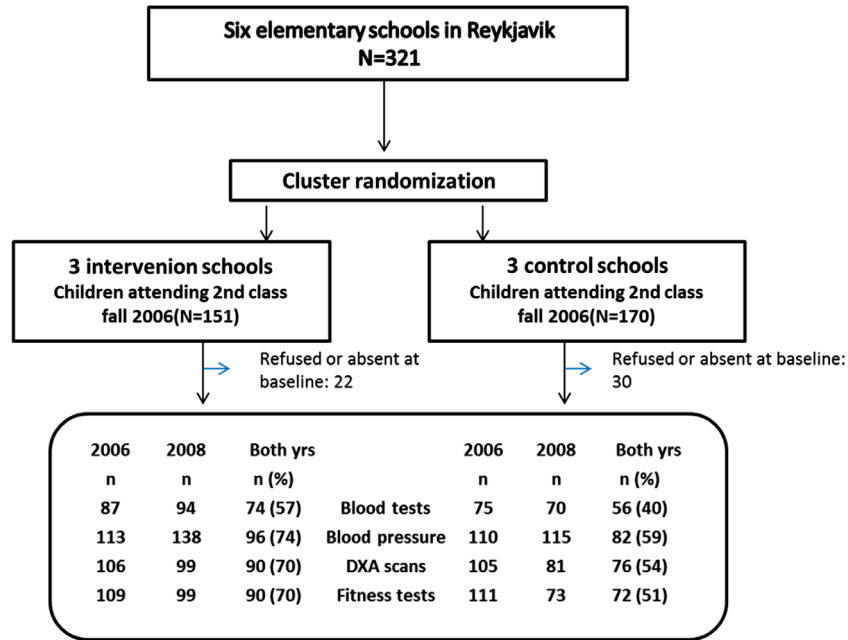 Six elementary schools in Reykjavik
N=321
Cluster randomization
3 intervenion schools
Children attending 2nd class
fall 2006(N=151)
3 control schools
Children attending 2nd class
fall 2006(N=170)
Refused or absent at
baseline: 22
Refused or absent at baseline:
30
2006 2008 Both yrs 2006 2008 Both yrs
n n n (%) n n n (%)
87 94 74 (57) Blood tests 75 70 56 (40)
113 138 96 (74) Blood pressure 110 115 82 (59)
106 99 90 (70) DXA scans 105 81 76 (54)
109 99 90 (70) Fitness tests 111 73 72 (51)